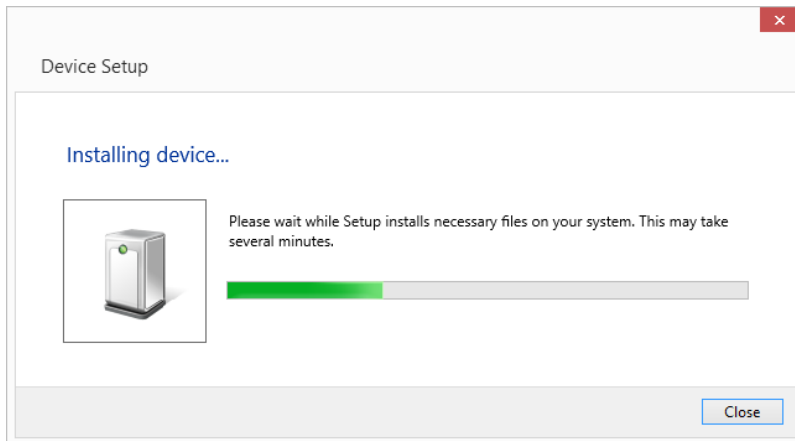 Device Setup
Installing device...
Please wait while Setup installs necessary files on your system. This may take
several minutes.
Close